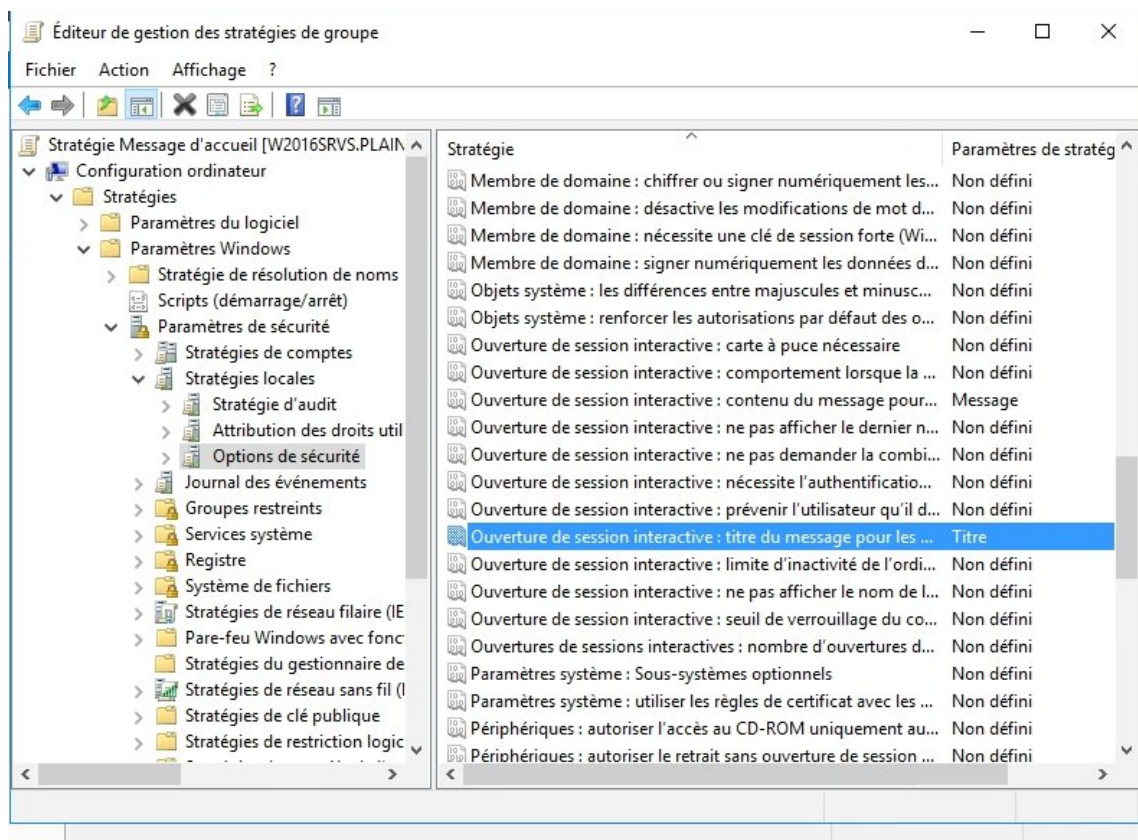 Éditeur de gestion des stratégies de groupe
Fichier Action Affichage ?
Stratégie Message d'accueil [W2016SRVS.PLAIN
Configuration ordinateur
Stratégies
Paramètres du logiciel
Paramètres Windows
Stratégie de résolution de noms
Scripts (démarrage/arrêt)
Paramètres de sécurité
Stratégies de comptes
Stratégies locales
Stratégie d'audit
Attribution des droits util
Options de sécurité
Journal des événements
Groupes restreints
Services système
Registre
Système de fichiers
Stratégies de réseau filaire (IE
Pare-feu Windows avec fonc
Stratégies du gestionnaire de
Stratégies de réseau sans fil (I
Stratégies de clé publique
Stratégies de restriction logic
Stratégie Paramètres de stratég
Membre de domaine : chiffrer ou signer numériquement les... Non défini
Membre de domaine : désactive les modifications de mot d... Non défini
Membre de domaine : nécessite une clé de session forte (Wi... Non défini
Membre de domaine : signer numériquement les données d... Non défini
Objets système : les différences entre majuscules et minusc... Non défini
Objets système : renforcer les autorisations par défaut des o... Non défini
Ouverture de session interactive : carte à puce nécessaire Non défini
Ouverture de session interactive : comportement lorsque la ... Non défini
Ouverture de session interactive : contenu du message pour... Message
Ouverture de session interactive : ne pas afficher le dernier n... Non défini
Ouverture de session interactive : ne pas demander la combi... Non défini
Ouverture de session interactive : nécessite l'authentificatio... Non défini
Ouverture de session interactive : prévenir l'utilisateur qu'il d... Non défini
Ouverture de session interactive : titre du message pour les ... Titre
Ouverture de session interactive : limite d'inactivité de l'ordi... Non défini
Ouverture de session interactive : ne pas afficher le nom de l... Non défini
Ouverture de session interactive : seuil de verrouillage du co... Non défini
Ouvertures de sessions interactives : nombre d'ouvertures d... Non défini
Paramètres système : Sous-systèmes optionnels Non défini
Paramètres système : utiliser les règles de certificat avec les ... Non défini
Périphériques : autoriser l'accès au CD-ROM uniquement au... Non défini
Périphériques : autoriser le retrait sans ouverture de session ... Non défini